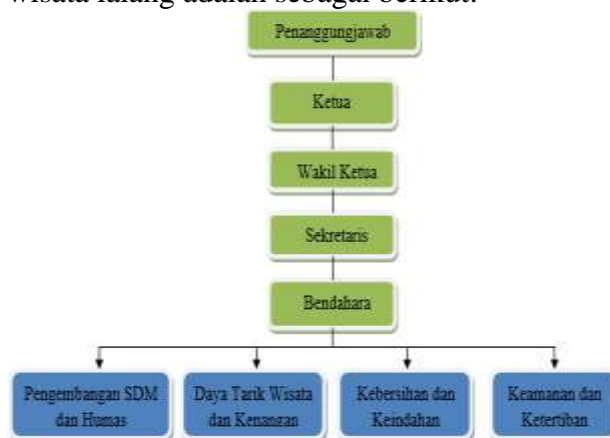 wisata lalang adalah sebagai berikut:
Penanggungjawab
Ketua
Wakil Ketua
Sekretaris
Bendahara
Pengembangan SDM
dan Humas
Daya Tarik Wisata
dan Kenangan
Kebersihan dan
Keindahan
Keamanan dan
Ketertiban